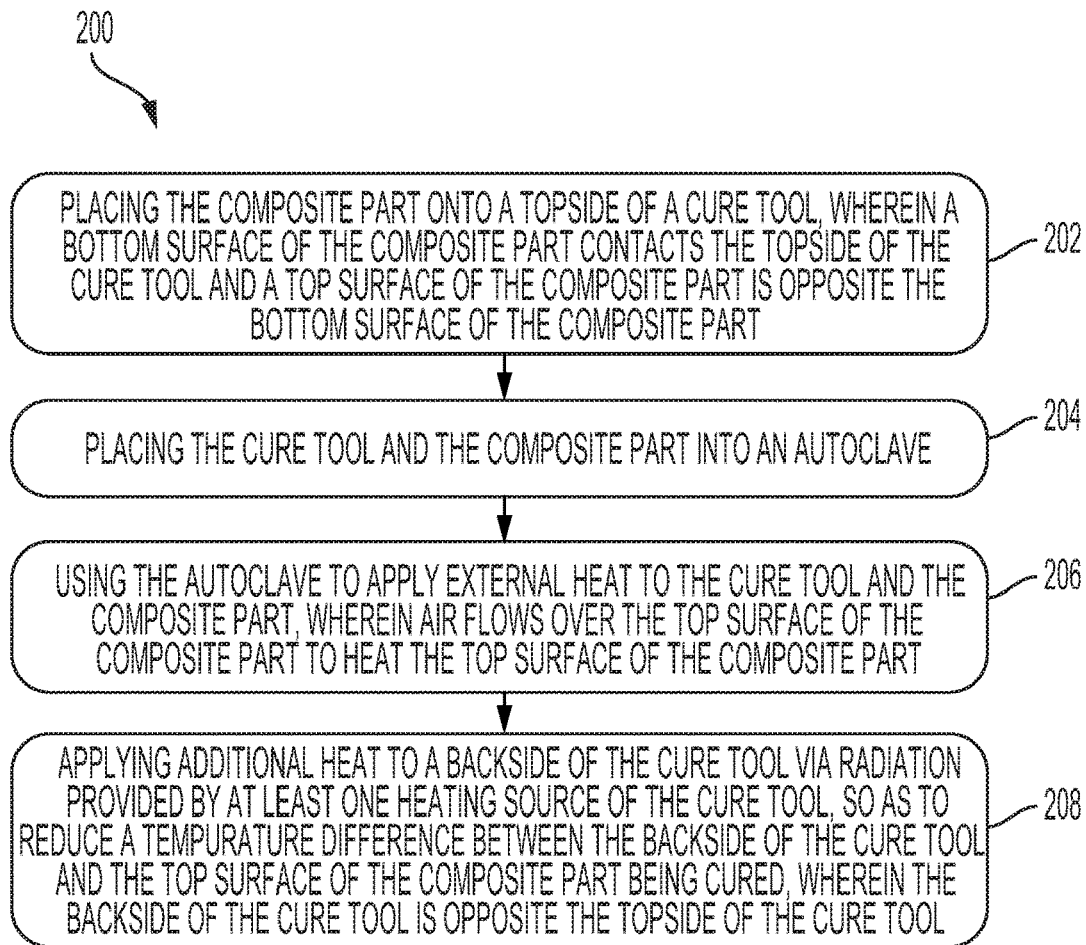 200
PLACING THE COMPOSITE PART ONTO A TOPSIDE OF A CURE TOOL, WHEREIN A
BOTTOM SURFACE OF THE COMPOSITE PART CONTACTS THE TOPSIDE OF THE
CURE TOOL AND A TOP SURFACE OF THE COMPOSITE PART IS OPPOSITE THE
BOTTOM SURFACE OF THE COMPOSITE PART
202
PLACING THE CURE TOOL AND THE COMPOSITE PART INTO AN AUTOCLAVE
204
USING THE AUTOCLAVE TO APPLY EXTERNAL HEAT TO THE CURE TOOL AND THE
COMPOSITE PART, WHEREIN AIR FLOWS OVER THE TOP SURFACE OF THE
COMPOSITE PART TO HEAT THE TOP SURFACE OF THE COMPOSITE PART
206
APPLYING ADDITIONAL HEAT TO A BACKSIDE OF THE CURE TOOL VIA RADIATION
PROVIDED BY AT LEAST ONE HEATING SOURCE OF THE CURE TOOL, SO AS TO
REDUCE A TEMPURATURE DIFFERENCE BETWEEN THE BACKSIDE OF THE CURE TOOL
AND THE TOP SURFACE OF THE COMPOSITE PART BEING CURED, WHEREIN THE
BACKSIDE OF THE CURE TOOL IS OPPOSITE THE TOPSIDE OF THE CURE TOOL
208